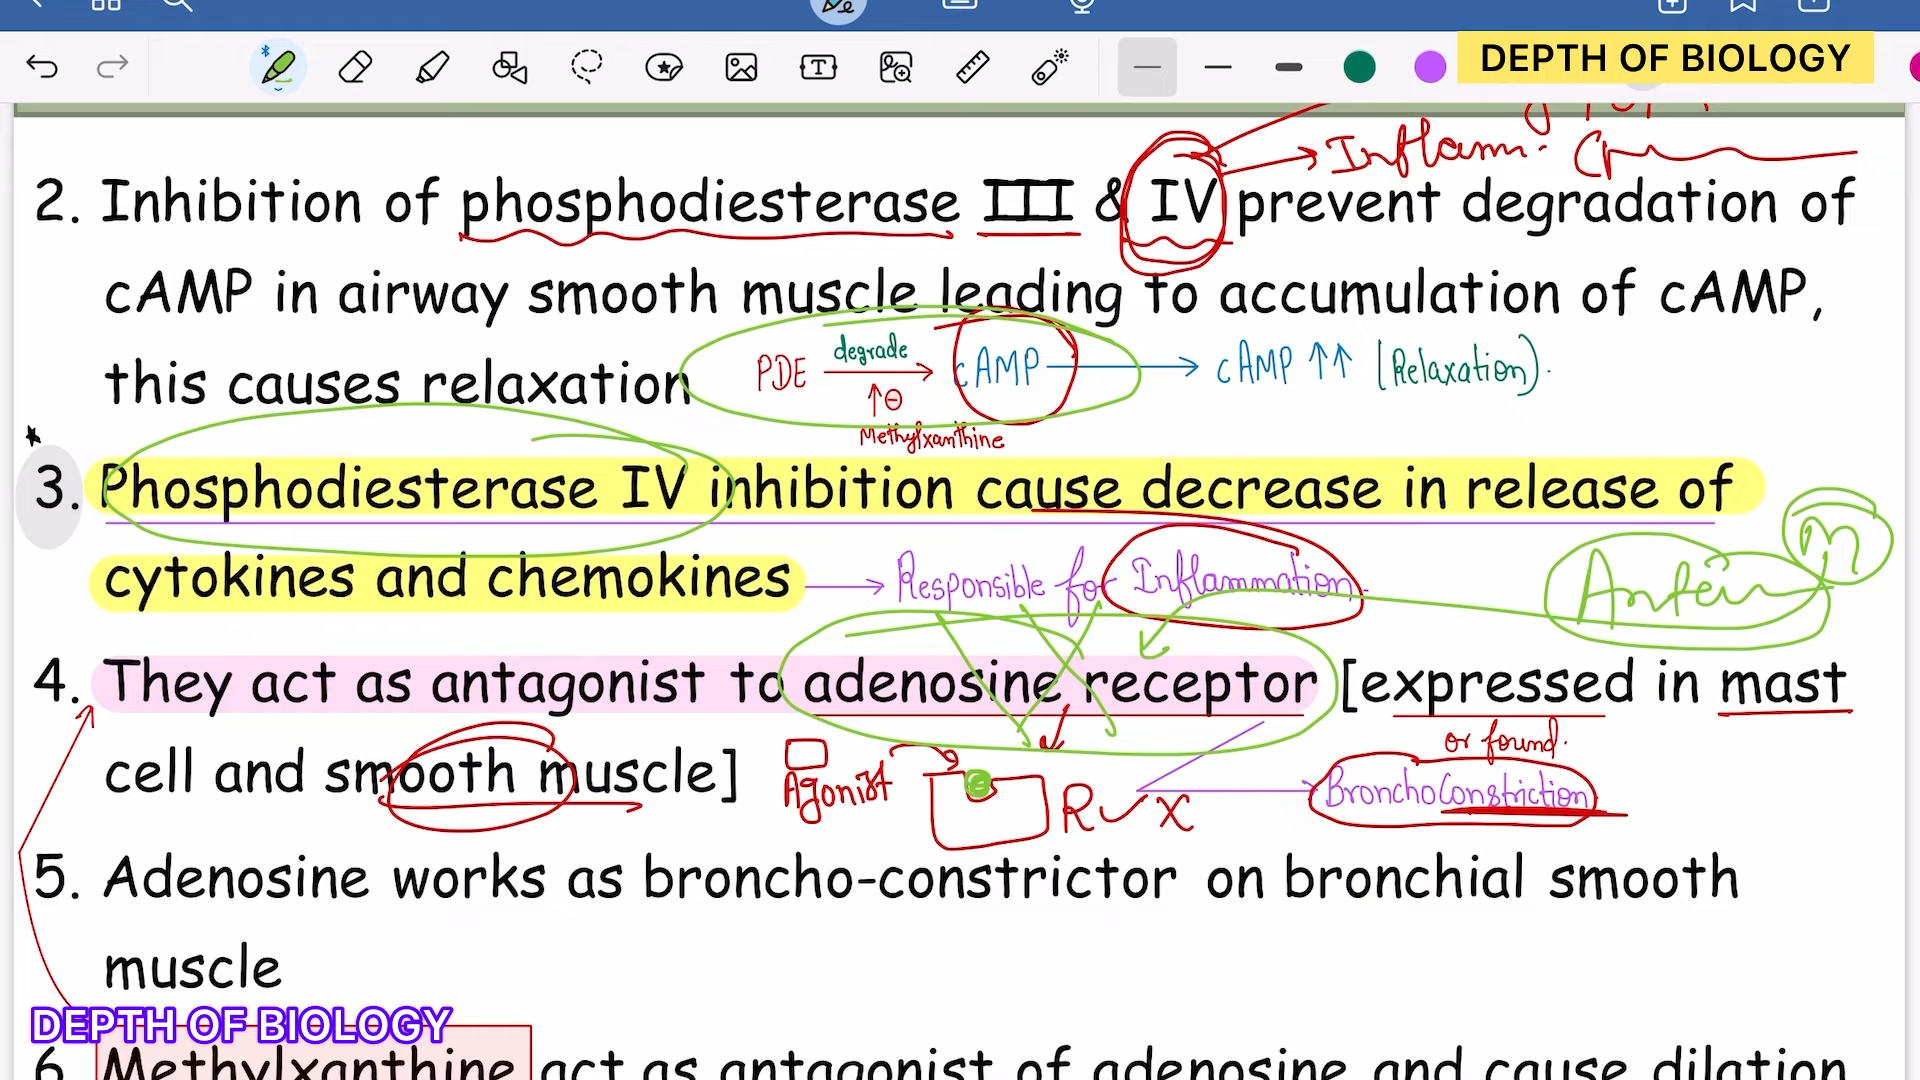 DEPTH OF BIOLOGY
Inflam.
2. Inhibition of phosphodiesterase III & IV prevent degradation of
cAMP in airway smooth muscle leading to accumulation of cAMP,
this causes relaxation PDE degrade cAMP cAMP ↑↑ (Relaxation).
↑⊖
Methylxanthine
3. Phosphodiesterase IV inhibition cause decrease in release of
cytokines and chemokines → Responsible for Inflammation.
4. They act as antagonist to adenosine receptor [expressed in mast
or found.
cell and smooth muscle] Agonist R X Bronchoconstriction
5. Adenosine works as broncho-constrictor on bronchial smooth
muscle
DEPTH OF BIOLOGY
6. Methylxanthine act as antagonist of adenosine and cause dilation